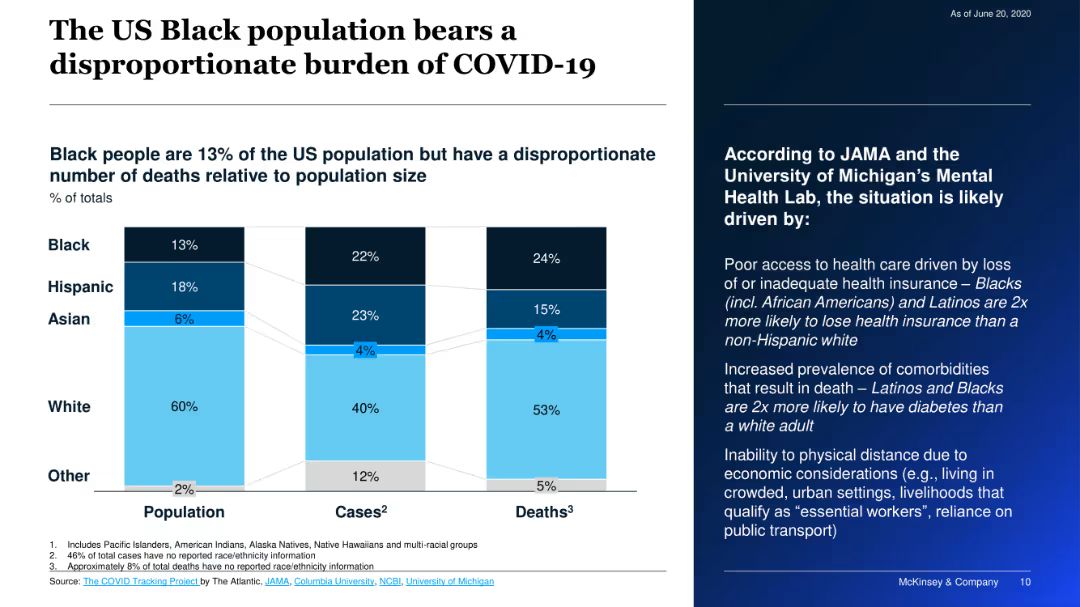 The US Black population bears a
disproportionate burden of COVID-19
Black people are 13% of the US population but have a disproportionate
number of deaths relative to population size
% of totals
Black
Hispanic
Asian
White
Other
13%
18%
6%
60%
2%
22%
23%
4%
40%
12%
24%
15%
4%
53%
5%
Population
Cases2
Deaths3
1. Includes Pacific Islanders, American Indians, Alaska Natives, Native Hawaiians and multi-racial groups
2. 46% of total cases have no reported race/ethnicity information
3. Approximately 8% of total deaths have no reported race/ethnicity information
Source: The COVID Tracking Project by The Atlantic, JAMA, Columbia University, NCBI, University of Michigan
As of June 20, 2020
According to JAMA and the
University of Michigan's Mental
Health Lab, the situation is likely
driven by:
Poor access to health care driven by loss
of or inadequate health insurance – Blacks
(incl. African Americans) and Latinos are 2x
more likely to lose health insurance than a
non-Hispanic white
Increased prevalence of comorbidities
that result in death – Latinos and Blacks
are 2x more likely to have diabetes than
a white adult
Inability to physical distance due to
economic considerations (e.g., living in
crowded, urban settings, livelihoods that
qualify as “essential workers”, reliance on
public transport)
McKinsey & Company 10